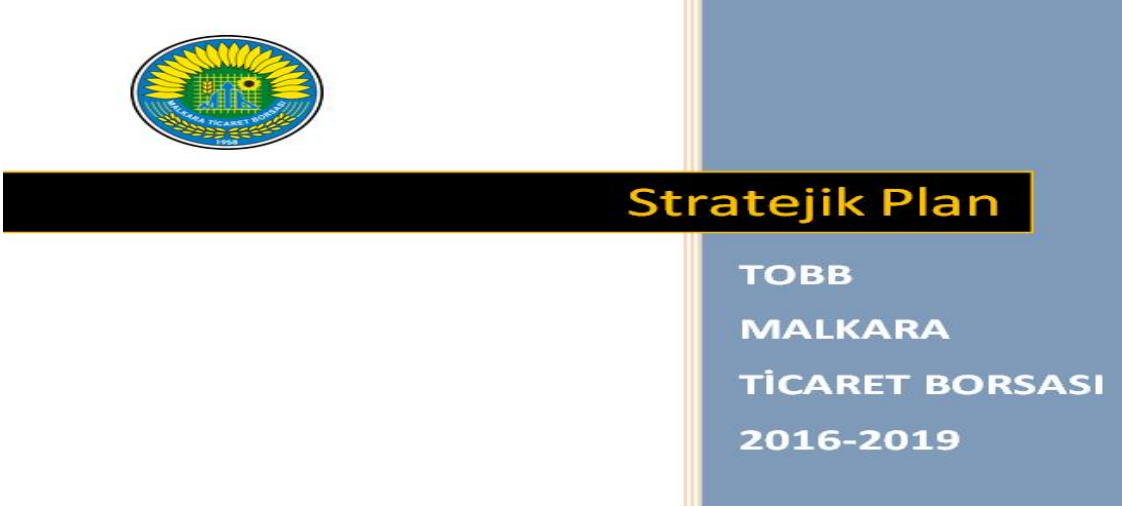 MALKARA TİCARET BORSASI
1958
Stratejik Plan
TOBB
MALKARA
TİCARET BORSASI
2016-2019